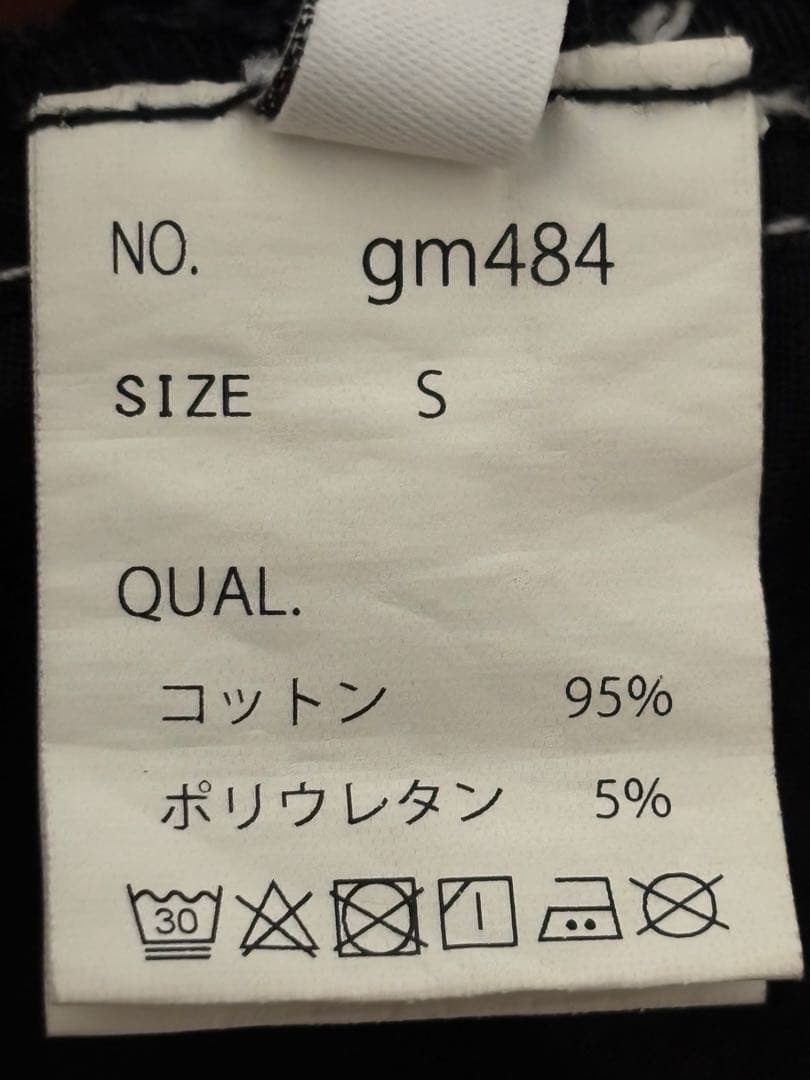 NO. gm484
SIZE S
QUAL.
コットン 95%
ポリウレタン 5%
30